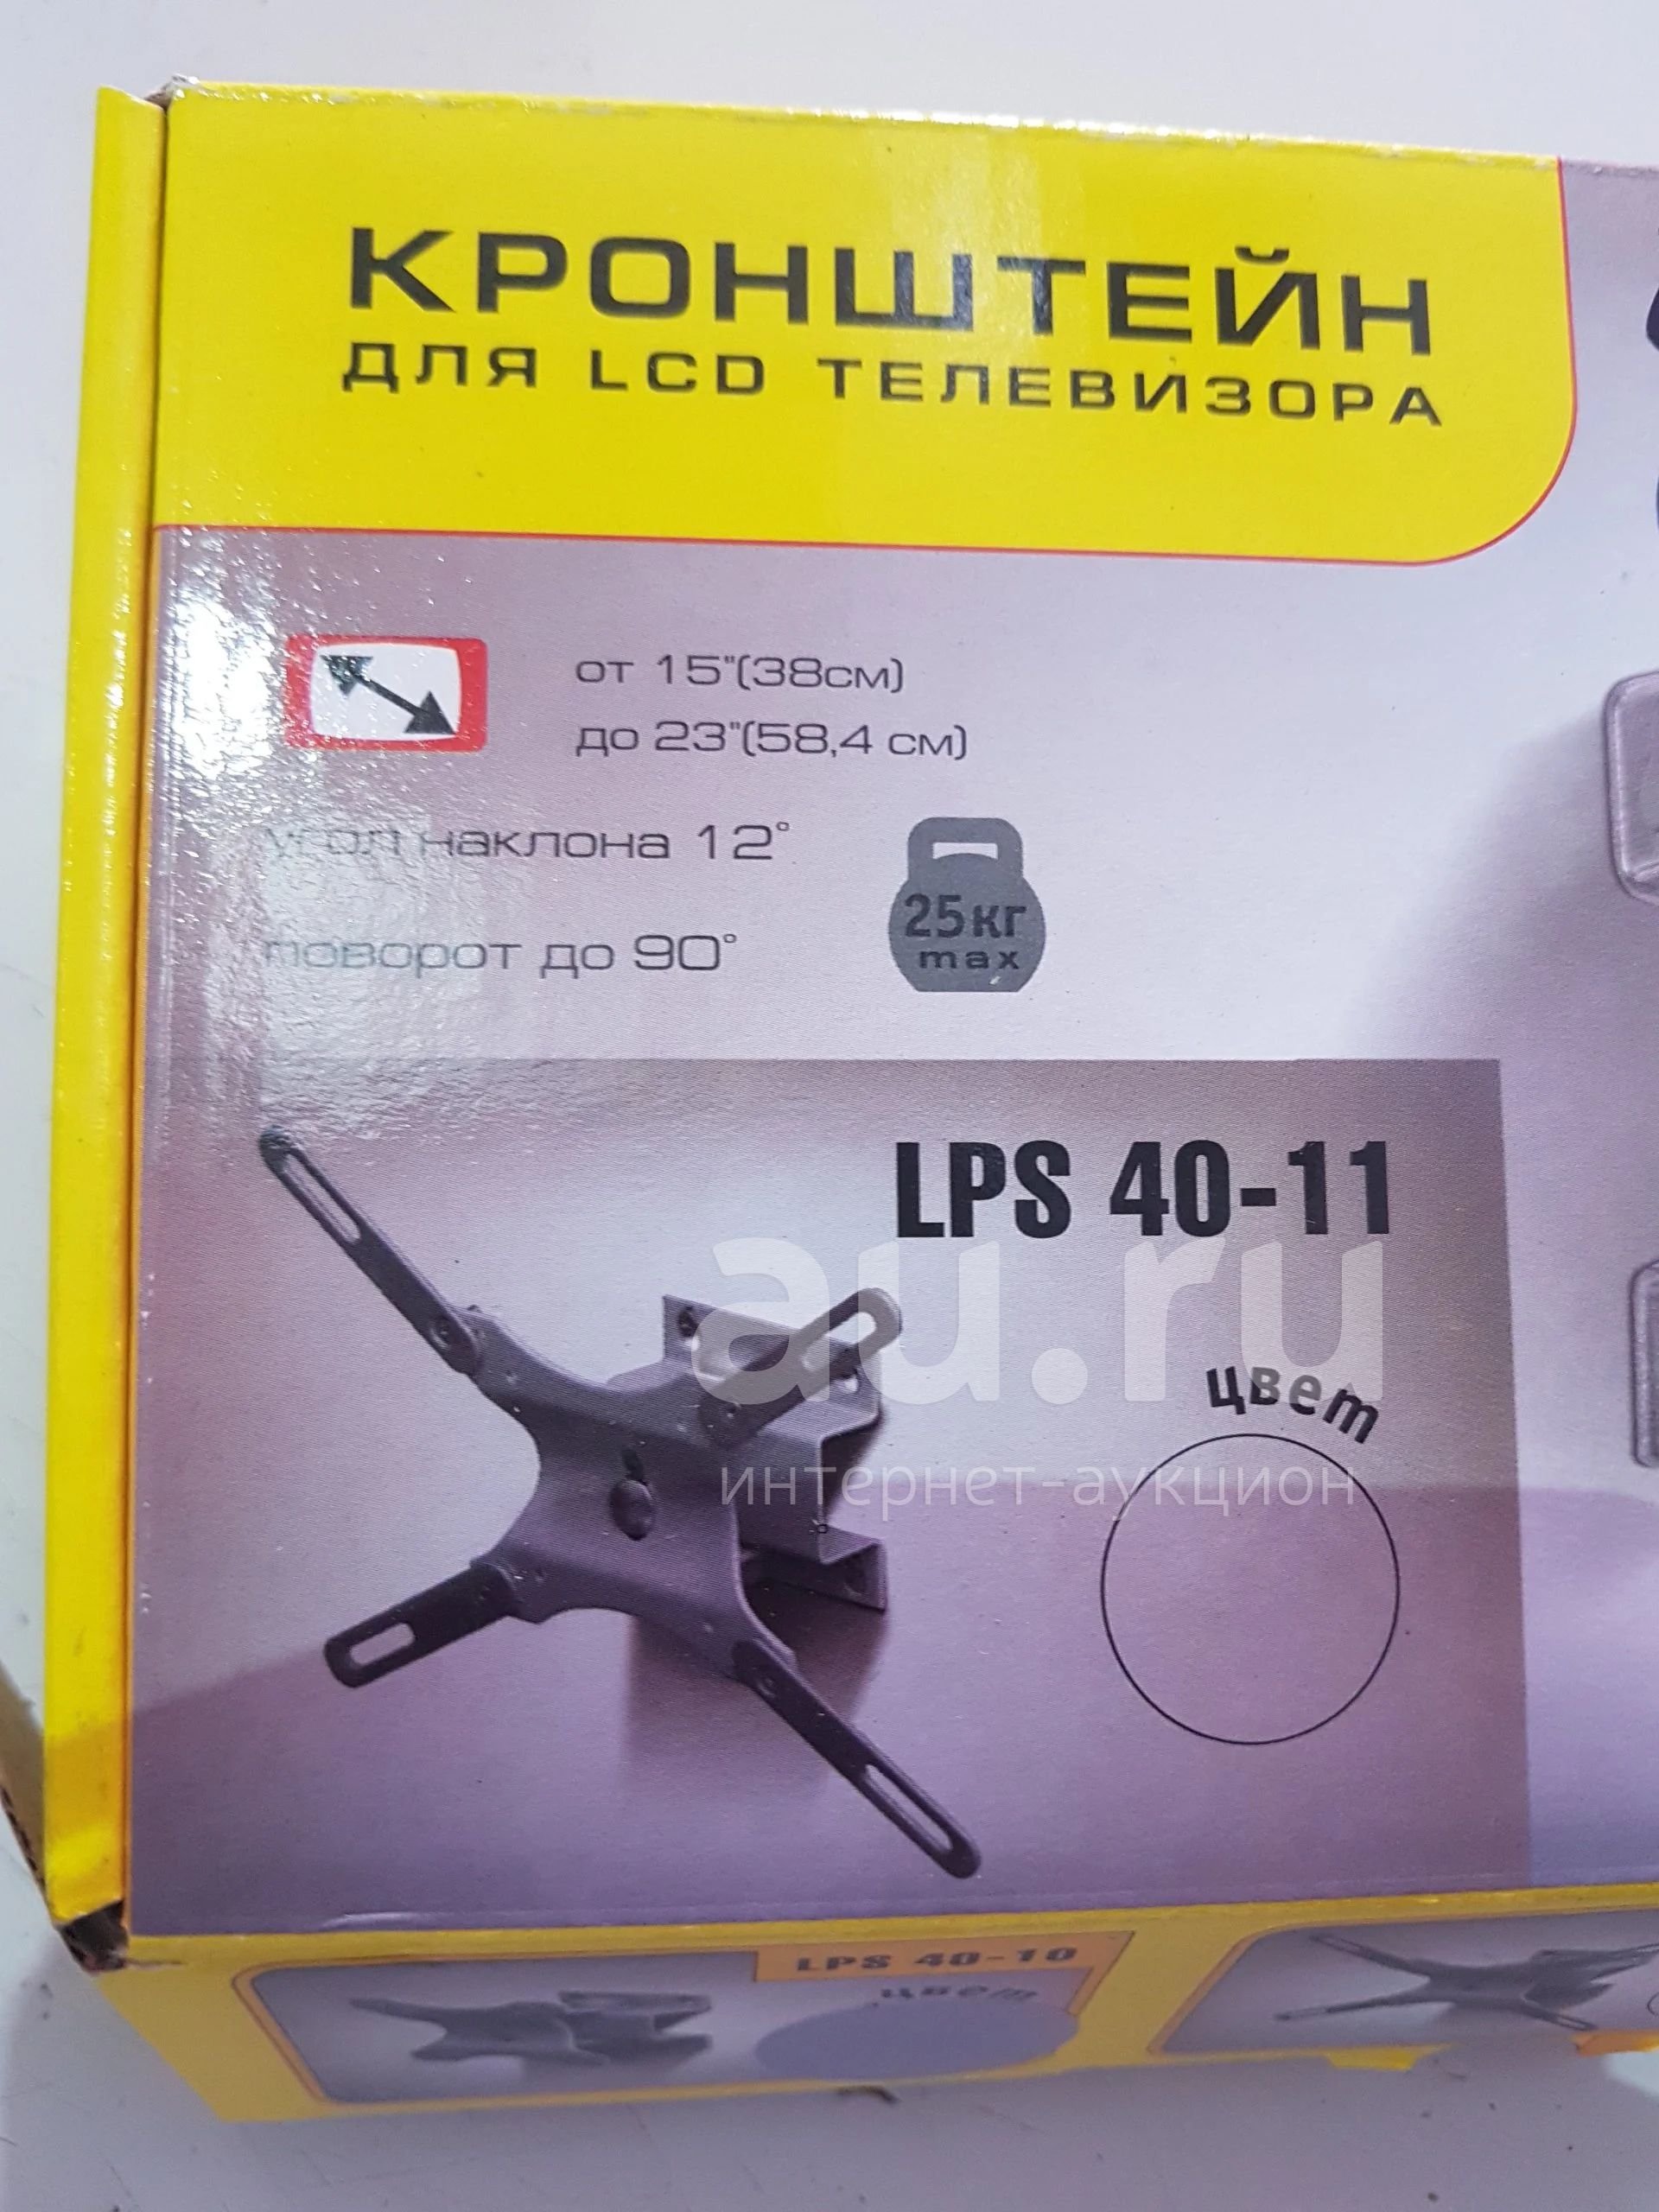 КРОНШТЕЙН
ДЛЯ LCD ТЕЛЕВИЗОРА
от 15"(38см)
до 23"(58,4 см)
угол наклона 12°
поворот до 90°
25кг
max
LPS 40-11
au.ru
цвет
интернет-аукцион
LPS 40-10
цвет